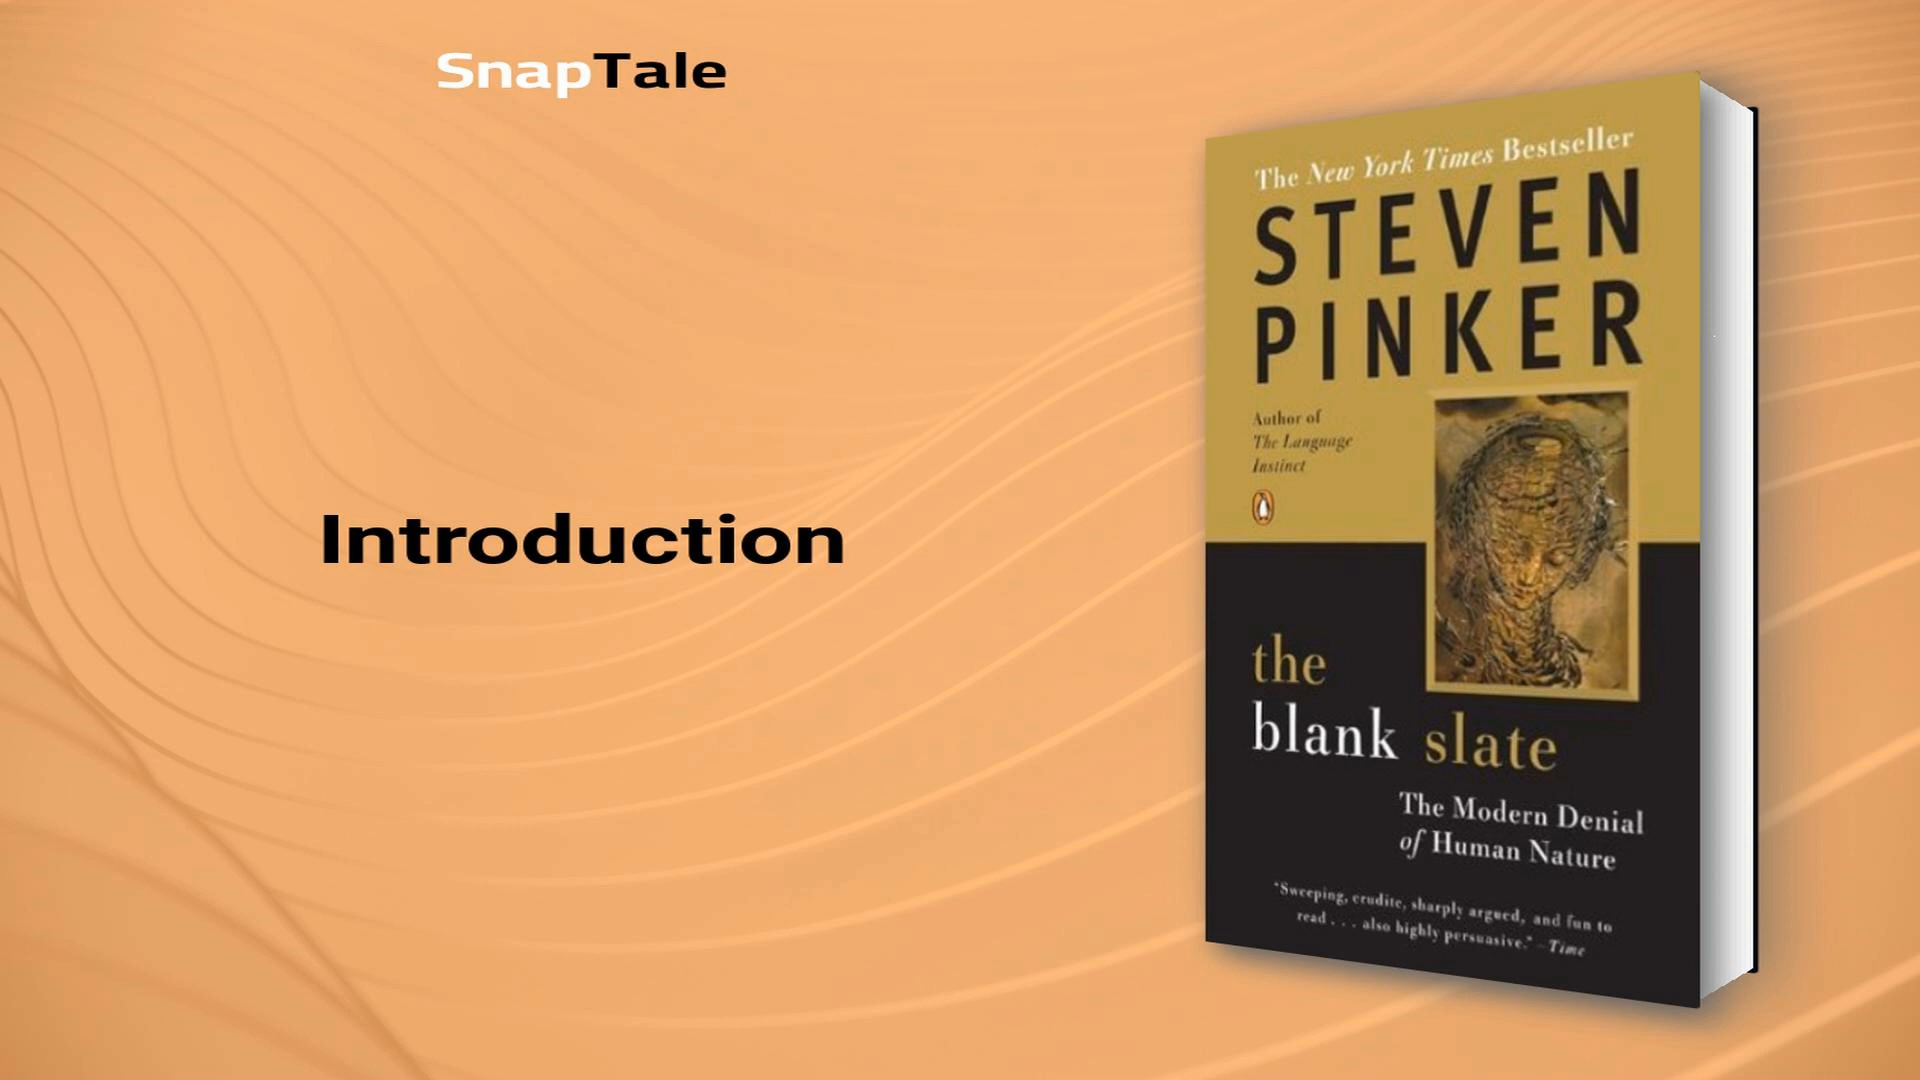 SnapTale
Introduction
The New York Times Bestseller
STEVEN
PINKER
Author of
The Language
Instinct
the
blank slate
The Modern Denial
of Human Nature
"Sweeping, erudite, sharply argued, and fun to
read . . . also highly persuasive." –Time